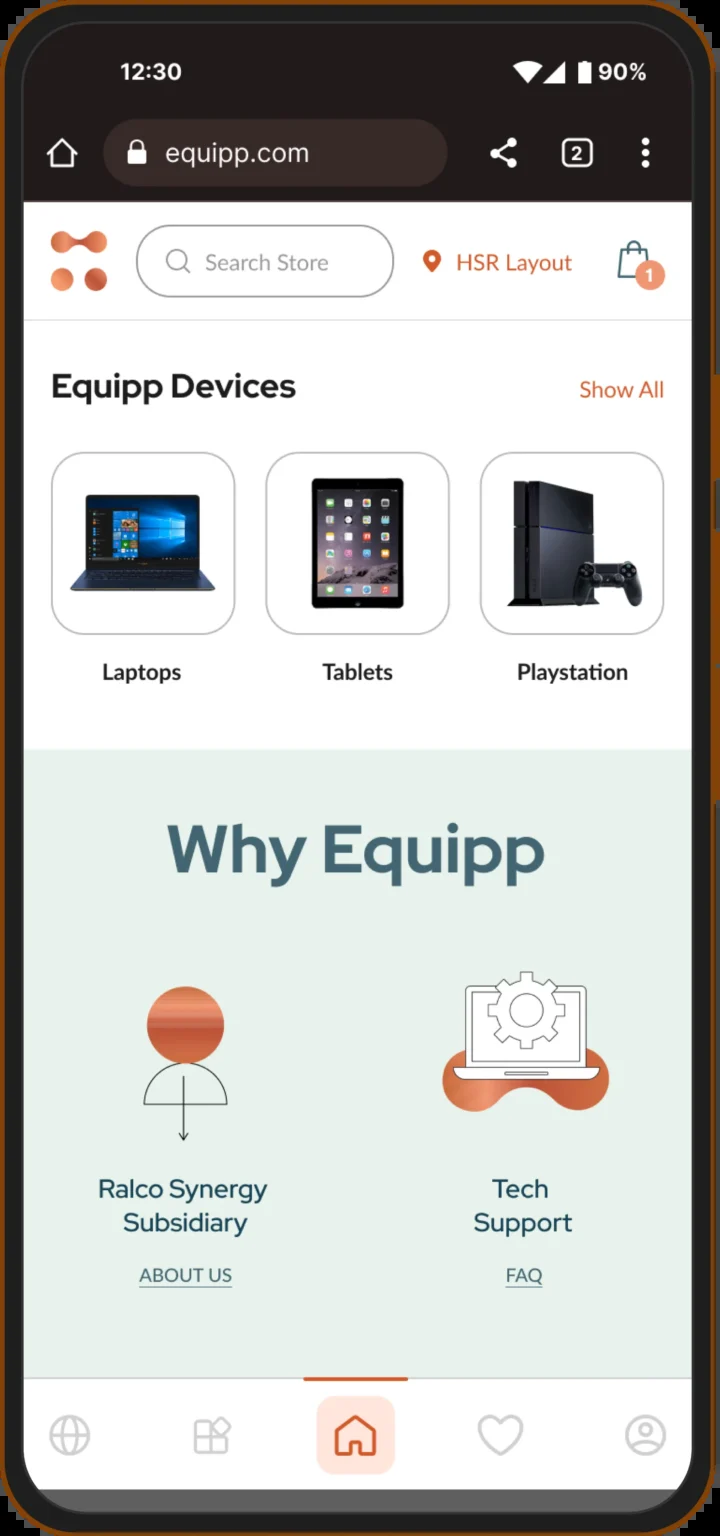 12:30
90%
equipp.com
2
Search Store
HSR Layout
1
Equipp Devices
Show All
Laptops
Tablets
Playstation
Why Equipp
Ralco Synergy
Subsidiary
ABOUT US
Tech
Support
FAQ